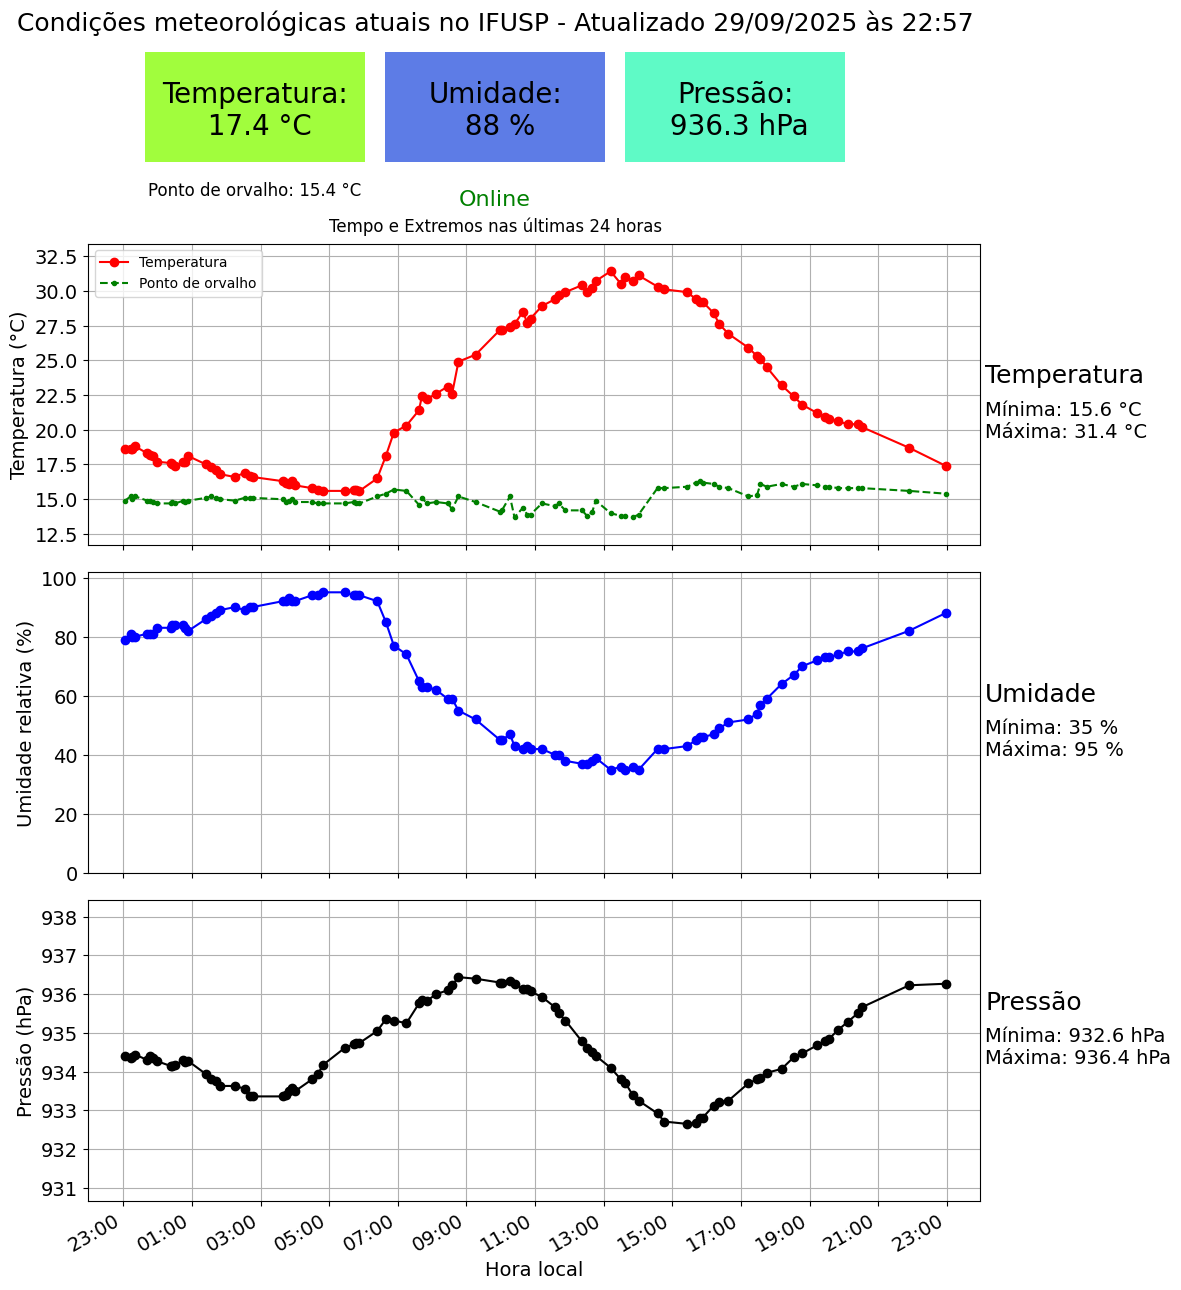 Condições meteorológicas atuais no IFUSP - Atualizado 29/09/2025 às 22:57
Temperatura:
17.4 °C
Umidade:
88 %
Pressão:
936.3 hPa
Ponto de orvalho: 15.4 °C
Online
Tempo e Extremos nas últimas 24 horas
Temperatura (°C)
32.5
30.0
27.5
25.0
22.5
20.0
17.5
15.0
12.5
Temperatura
Ponto de orvalho
Temperatura
Mínima: 15.6 °C
Máxima: 31.4 °C
Umidade relativa (%)
100
80
60
40
20
0
Umidade
Mínima: 35 %
Máxima: 95 %
Pressão (hPa)
938
937
936
935
934
933
932
931
Pressão
Mínima: 932.6 hPa
Máxima: 936.4 hPa
23:00 01:00 03:00 05:00 07:00 09:00 11:00 13:00 15:00 17:00 19:00 21:00 23:00
Hora local